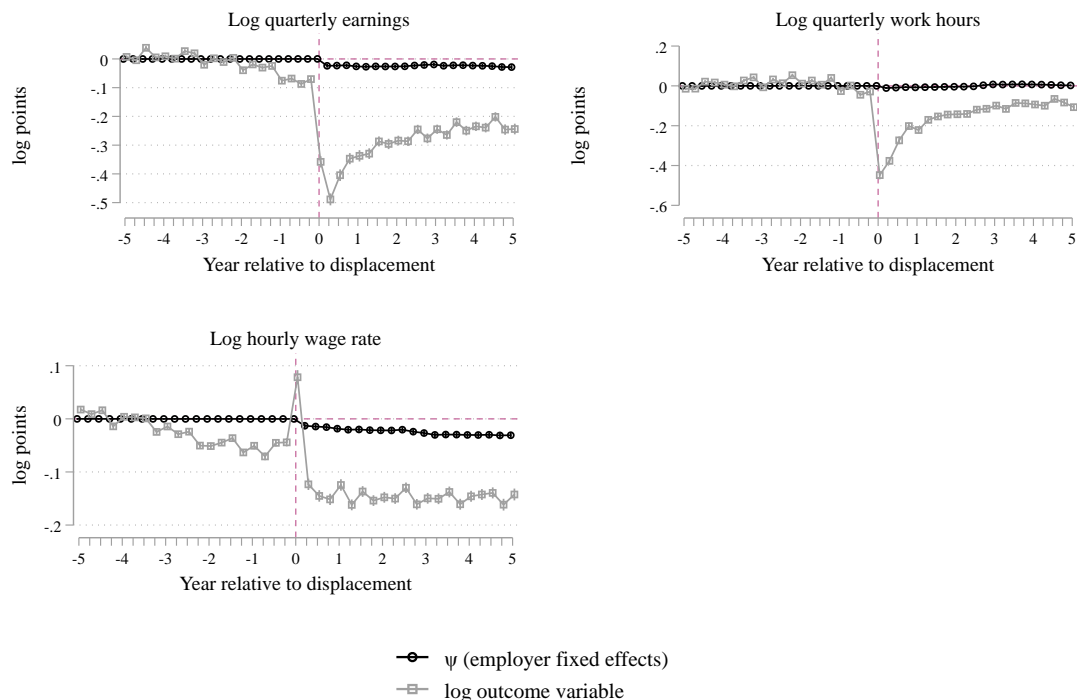 Log quarterly earnings
log points
0
-.1
-.2
-.3
-.4
-.5
-5 -4 -3 -2 -1 0 1 2 3 4 5
Year relative to displacement
Log quarterly work hours
log points
.2
0
-.2
-.4
-.6
-5 -4 -3 -2 -1 0 1 2 3 4 5
Year relative to displacement
Log hourly wage rate
log points
.1
0
-.1
-.2
-5 -4 -3 -2 -1 0 1 2 3 4 5
Year relative to displacement
ψ (employer fixed effects)
log outcome variable